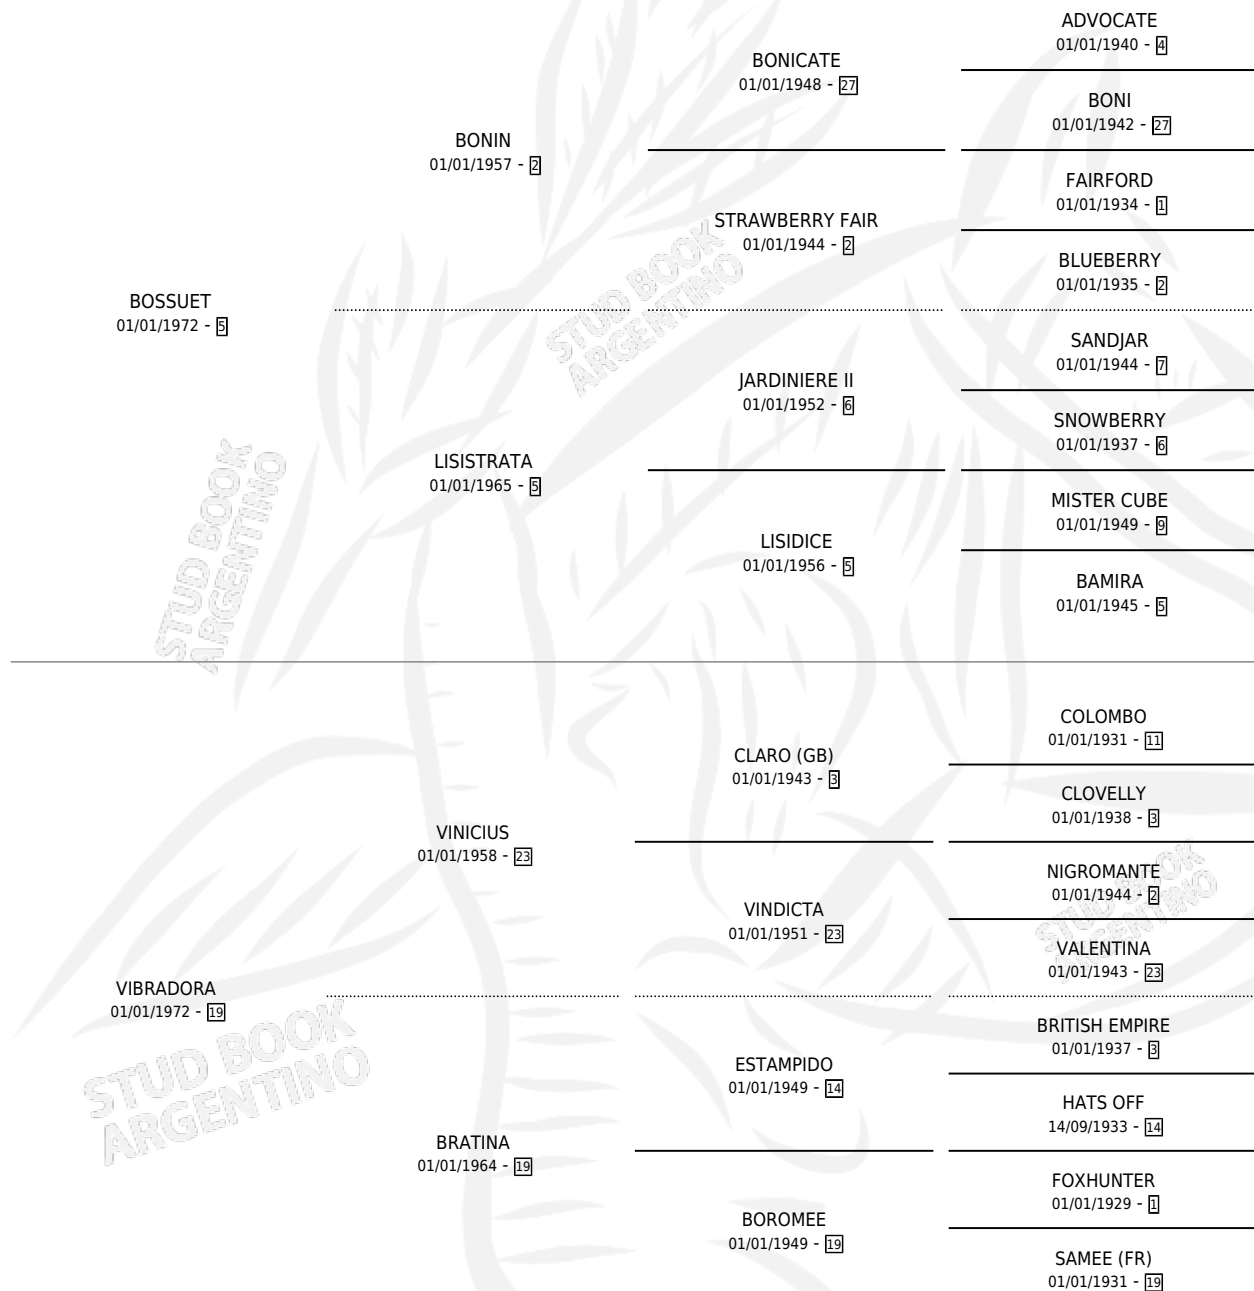 ADVOCATE
01/01/1940 - 4
BONICATE
01/01/1948 - 27
BONI
01/01/1942 - 27
BONIN
01/01/1957 - 2
FAIRFORD
01/01/1934 - 1
STRAWBERRY FAIR
01/01/1944 - 2
BLUEBERRY
01/01/1935 - 2
BOSSUET
01/01/1972 - 5
SANDJAR
01/01/1944 - 7
JARDINIERE II
01/01/1952 - 6
SNOWBERRY
01/01/1937 - 6
LISISTRATA
01/01/1965 - 5
MISTER CUBE
01/01/1949 - 9
LISIDICE
01/01/1956 - 5
BAMIRA
01/01/1945 - 5
COLOMBO
01/01/1931 - 11
CLARO (GB)
01/01/1943 - 3
CLOVELLY
01/01/1938 - 3
VINICIUS
01/01/1958 - 23
NIGROMANTE
01/01/1944 - 2
VINDICTA
01/01/1951 - 23
VALENTINA
01/01/1943 - 23
VIBRADORA
01/01/1972 - 19
BRITISH EMPIRE
01/01/1937 - 3
ESTAMPIDO
01/01/1949 - 14
HATS OFF
14/09/1933 - 14
BRATINA
01/01/1964 - 19
FOXHUNTER
01/01/1929 - 1
BOROMEE
01/01/1949 - 19
SAMEE (FR)
01/01/1931 - 19
STUD BOOK
ARGENTINO
STUD BOOK
ARGENTINO
STUD BOOK
ARGENTINO
STUD BOOK
ARGENTINO